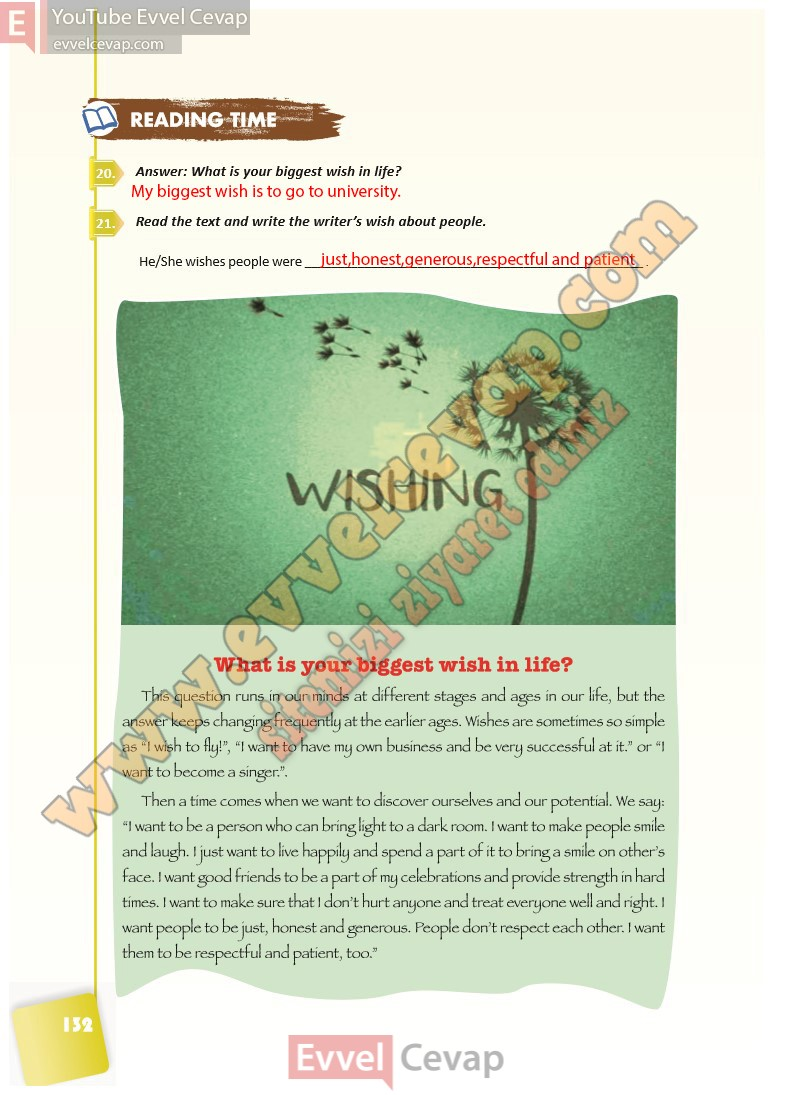 E YouTube Evvel Cevap
evvelcevap.com
READING TIME
20. Answer: What is your biggest wish in life?
My biggest wish is to go to university.
21. Read the text and write the writer's wish about people.
He/She wishes people were just,honest,generous,respectful and patient.
WISHING
www.evvelrevap.com
sitemizi ziyaret ediniz
What is your biggest wish in life?
This question runs in our minds at different stages and ages in our life, but the
answer keeps changing frequently at the earlier ages. Wishes are sometimes so simple
as “I wish to fly!”, “I want to have my own business and be very successful at it.” or “I
want to become a singer.”.
Then a time comes when we want to discover ourselves and our potential. We say:
“I want to be a person who can bring light to a dark room. I want to make people smile
and laugh. I just want to live happily and spend a part of it to bring a smile on other’s
face. I want good friends to be a part of my celebrations and provide strength in hard
times. I want to make sure that I don’t hurt anyone and treat everyone well and right. I
want people to be just, honest and generous. People don’t respect each other. I want
them to be respectful and patient, too.”
132
Evvel Cevap